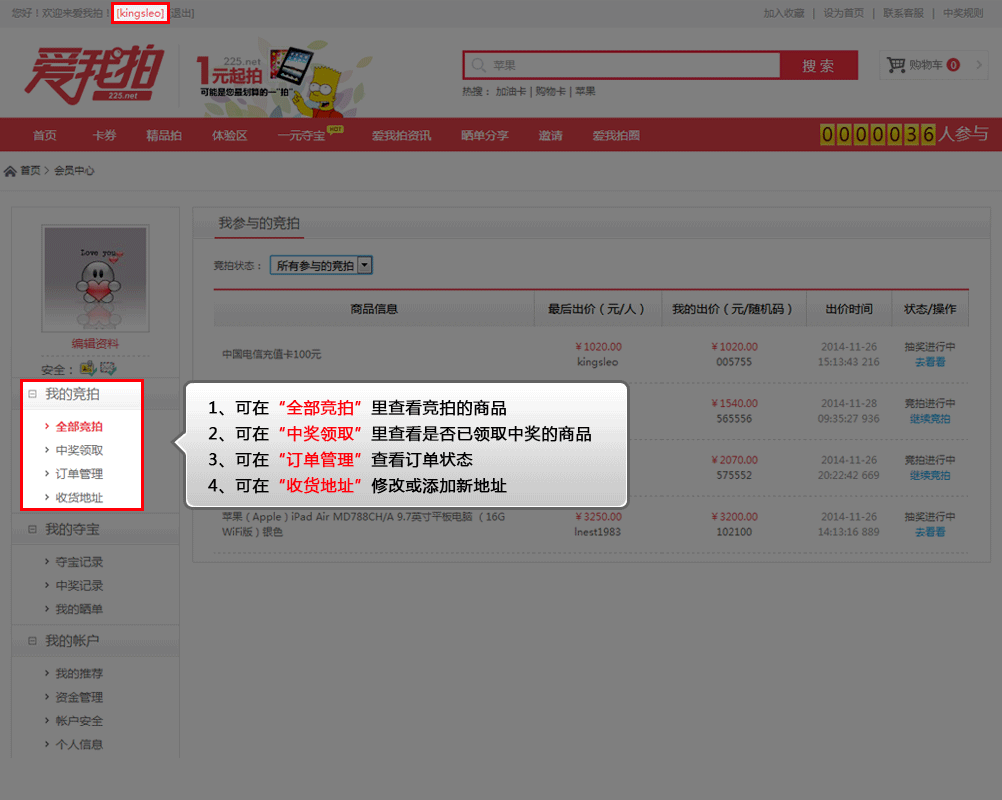 您好！欢迎来爱我拍！ [kingsleo] [退出]
加入收藏 | 设为首页 | 联系客服 | 中奖规则
爱我拍
225.net
225.net
1元起拍
可能是您最划算的一"拍"
苹果
搜 索
购物车 0
热搜： 加油卡 | 购物卡 | 苹果
首页 卡券 精品拍 体验区 一元夺宝 HOT 爱我拍资讯 晒单分享 邀请 爱我拍圈
0000036人参与
首页 > 会员中心
Love you
编辑资料
安全：
我的竞拍
全部竞拍
中奖领取
订单管理
收货地址
我的夺宝
夺宝记录
中奖记录
我的晒单
我的帐户
我的推荐
资金管理
帐户安全
个人信息
我参与的竞拍
竞拍状态： 所有参与的竞拍
商品信息 最后出价（元/人） 我的出价（元/随机码） 出价时间 状态/操作
中国电信充值卡100元 ￥1020.00 ￥1020.00 2014-11-26 抽奖进行中
kingsleo 005755 15:13:43 216 去看看
￥1540.00 2014-11-28 竞拍进行中
565556 09:35:27 936 继续竞拍
￥2070.00 2014-11-26 竞拍进行中
575552 20:22:42 669 继续竞拍
苹果（Apple）iPad Air MD788CH/A 9.7英寸平板电脑 （16G ￥3250.00 ￥3200.00 2014-11-26 抽奖进行中
WiFi版）银色 lnest1983 102100 14:13:16 889 去看看
1、可在“全部竞拍”里查看竞拍的商品
2、可在“中奖领取”里查看是否已领取中奖的商品
3、可在“订单管理”查看订单状态
4、可在“收货地址”修改或添加新地址